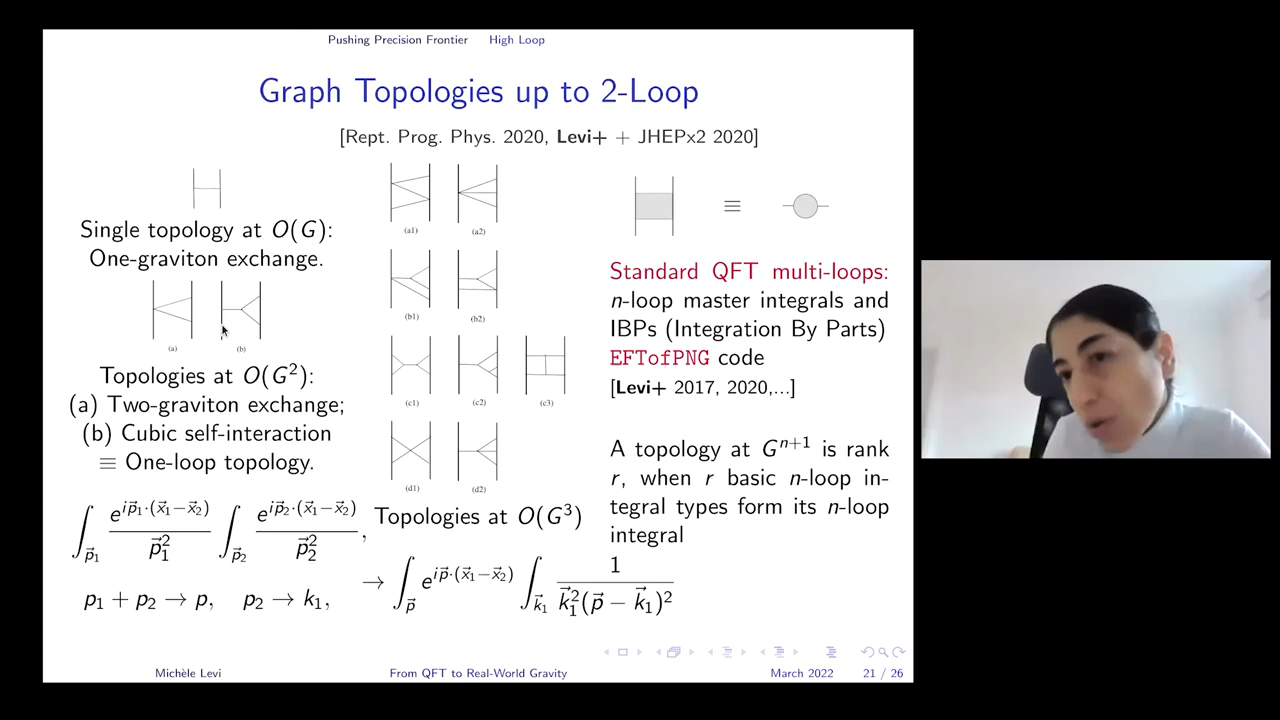 Pushing Precision Frontier High Loop
Graph Topologies up to 2-Loop
[Rept. Prog. Phys. 2020, Levi+ + JHEPx2 2020]
Single topology at O(G):
One-graviton exchange.
(a) (b)
Topologies at O(G²):
(a) Two-graviton exchange;
(b) Cubic self-interaction
≡ One-loop topology.
(a1) (a2)
(b1) (b2)
(c1) (c2) (c3)
(d1) (d2)
Topologies at O(G³)
≡
Standard QFT multi-loops:
n-loop master integrals and
IBPs (Integration By Parts)
EFTofPNG code
[Levi+ 2017, 2020,...]
A topology at Gⁿ⁺¹ is rank
r, when r basic n-loop in-
tegral types form its n-loop
integral
∫_{p⃗₁} e^{ip⃗₁·(x⃗₁−x⃗₂)} / p⃗₁² ∫_{p⃗₂} e^{ip⃗₂·(x⃗₁−x⃗₂)} / p⃗₂² ,
p₁ + p₂ → p, p₂ → k₁,
→ ∫_{p⃗} e^{ip⃗·(x⃗₁−x⃗₂)} ∫_{k⃗₁} 1 / k⃗₁²(p⃗ − k⃗₁)²
Michèle Levi From QFT to Real-World Gravity March 2022 21 / 26